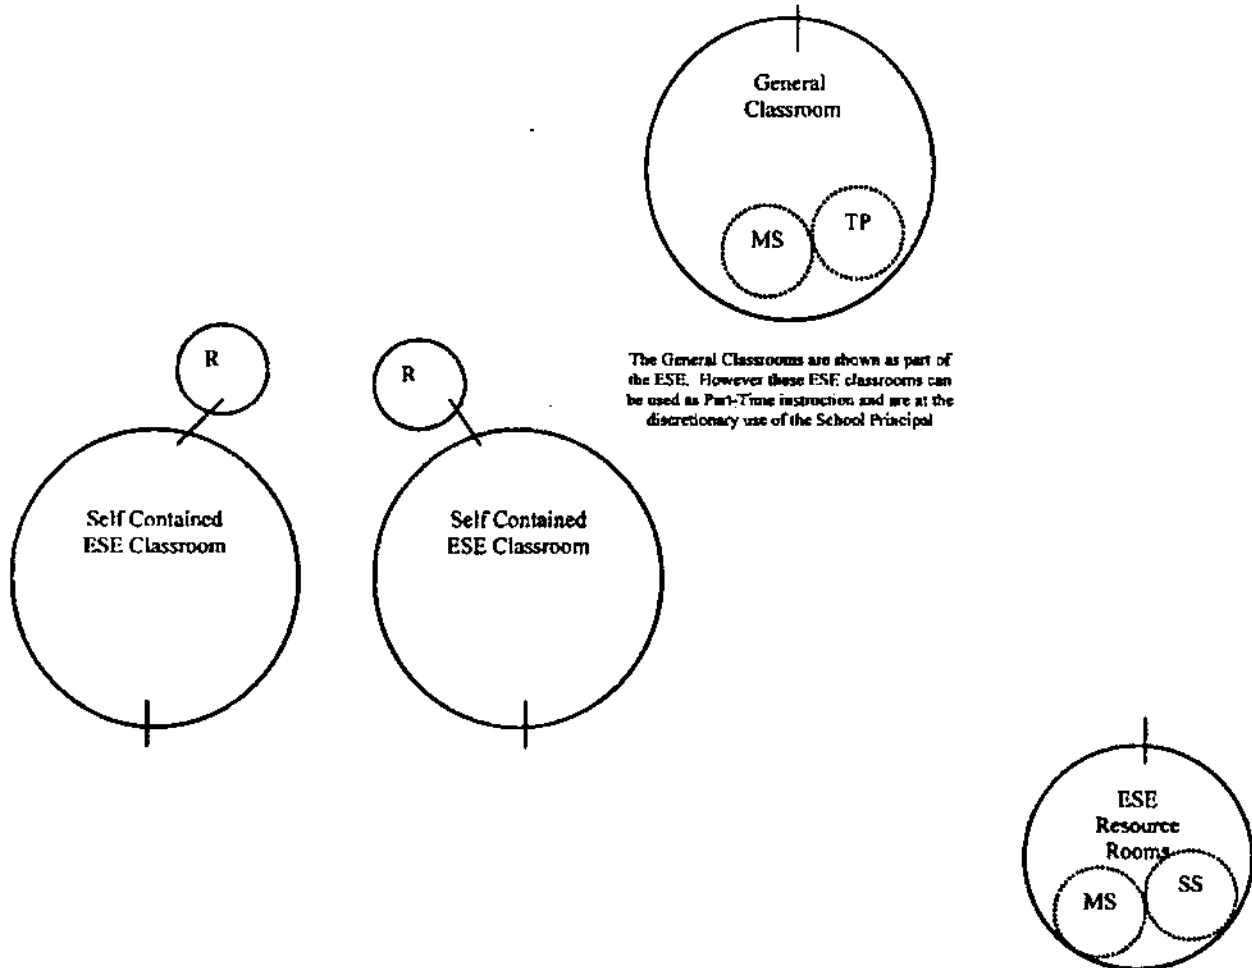 General
Classroom
MS
TP
R
R
The General Classrooms are shown as part of
the ESE. However these ESE classrooms can
be used as Part-Time instruction and are at the
discretionary use of the School Principal
Self Contained
ESE Classroom
Self Contained
ESE Classroom
ESE
Resource
Rooms
MS
SS